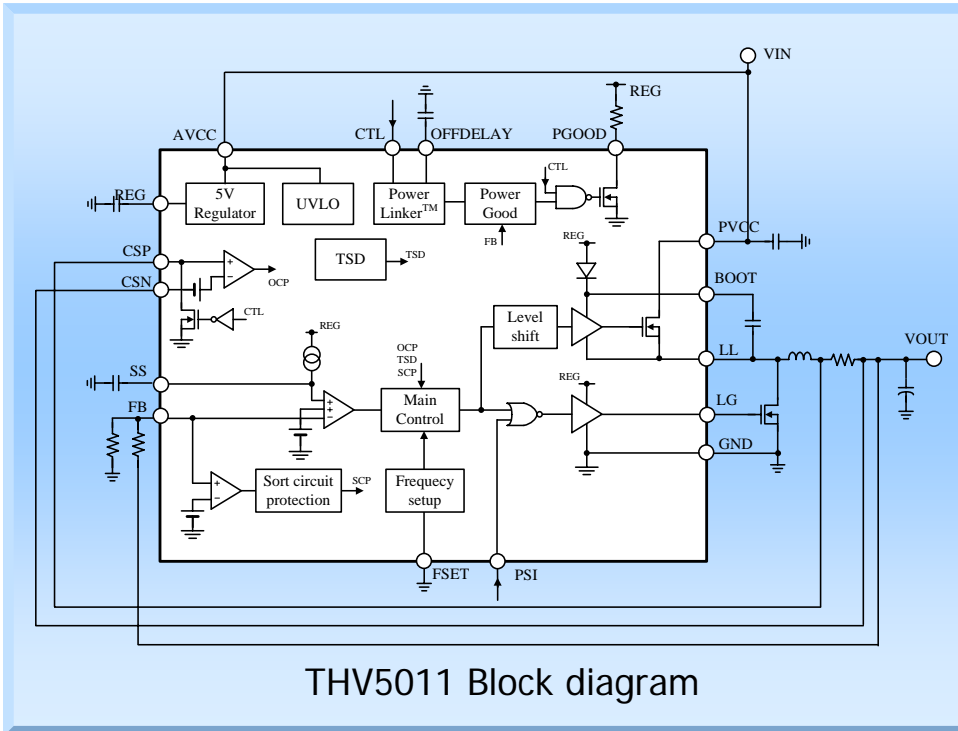 VIN
REG
AVCC
CTL
OFFDELAY
PGOOD
REG
5V
Regulator
UVLO
Power
Linker™
Power
Good
CTL
FB
PVCC
CSP
CSN
OCP
TSD
TSD
REG
BOOT
CTL
Level
shift
SS
REG
OCP
TSD
SCP
LL
VOUT
FB
Main
Control
REG
LG
GND
Sort circuit
protection
SCP
Frequecy
setup
FSET
PSI
THV5011 Block diagram